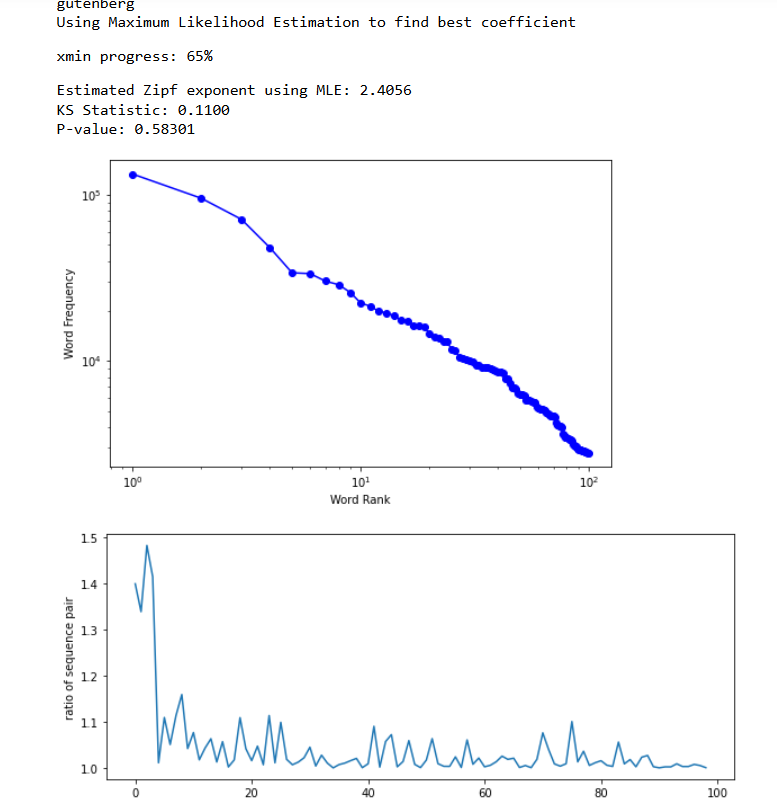 gutenberg
Using Maximum Likelihood Estimation to find best coefficient
xmin progress: 65%
Estimated Zipf exponent using MLE: 2.4056
KS Statistic: 0.1100
P-value: 0.58301
10⁵
10⁴
Word Frequency
10⁰ 10¹ 10²
Word Rank
1.5
1.4
1.3
1.2
1.1
1.0
ratio of sequence pair
0 20 40 60 80 100